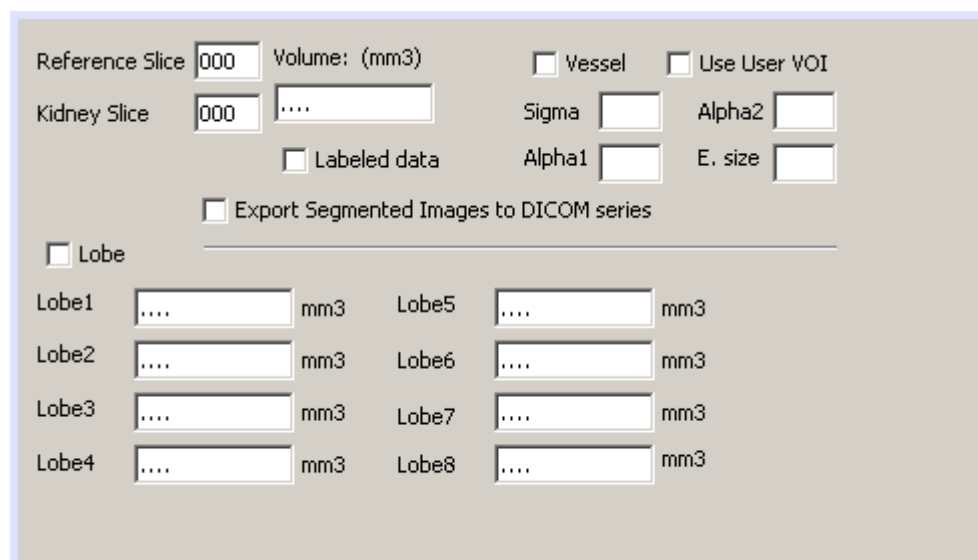 Reference Slice 000 Volume: (mm3) Vessel Use User VOI
Kidney Slice 000 .... Sigma Alpha2
Labeled data Alpha1 E. size
Export Segmented Images to DICOM series
Lobe
Lobe1 .... mm3 Lobe5 .... mm3
Lobe2 .... mm3 Lobe6 .... mm3
Lobe3 .... mm3 Lobe7 .... mm3
Lobe4 .... mm3 Lobe8 .... mm3